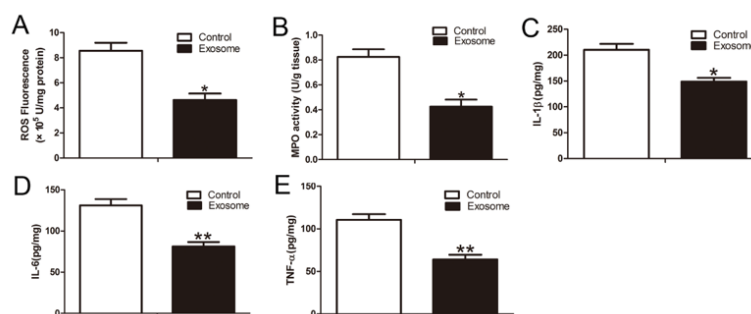 A
ROS Fluorescence
(× 10⁵ U/mg protein)
10
8
6
4
2
0
Control
Exosome
*
B
MPO activity (U/g tissue)
1.0
0.8
0.6
0.4
0.2
0.0
Control
Exosome
*
C
IL-1β(pg/mg)
250
200
150
100
50
0
Control
Exosome
*
D
IL-6(pg/mg)
150
100
50
0
Control
Exosome
**
E
TNF-α(pg/mg)
150
100
50
0
Control
Exosome
**